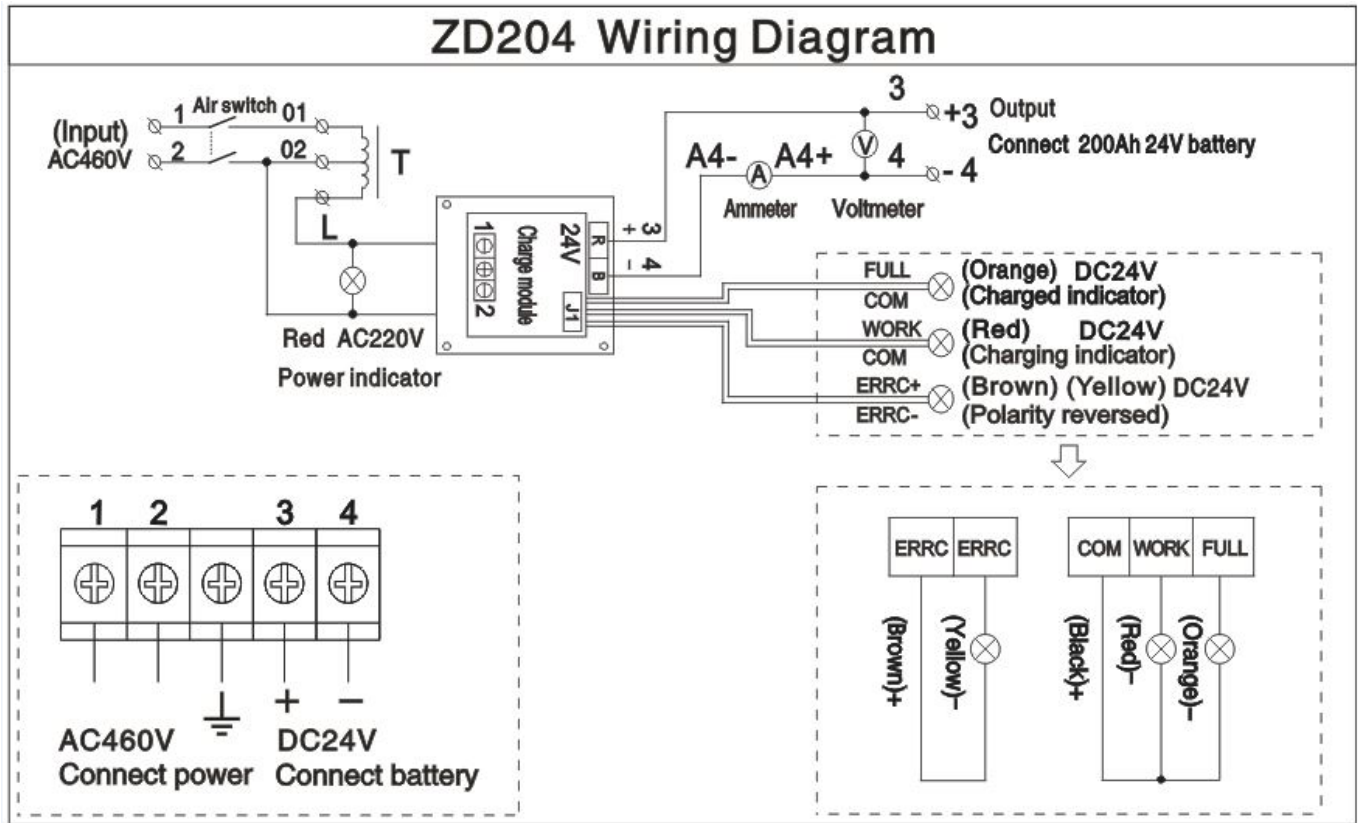 ZD204 Wiring Diagram
(Input)
AC460V
1 Air switch 01
2 02
T
L
Red AC220V
Power indicator
1 2
Charge module
24V
R
B
J1
+ 3
- 4
A4- A A4+
Ammeter
V
Voltmeter
3
4
+3 Output
Connect 200Ah 24V battery
- 4
FULL (Orange) DC24V
COM (Charged indicator)
WORK (Red) DC24V
COM (Charging indicator)
ERRC+ (Brown) (Yellow) DC24V
ERRC- (Polarity reversed)
1 2 3 4
+ −
AC460V DC24V
Connect power Connect battery
ERRC ERRC
(Brown)+
(Yellow)-
COM WORK FULL
(Black)+
(Red)-
(Orange)-